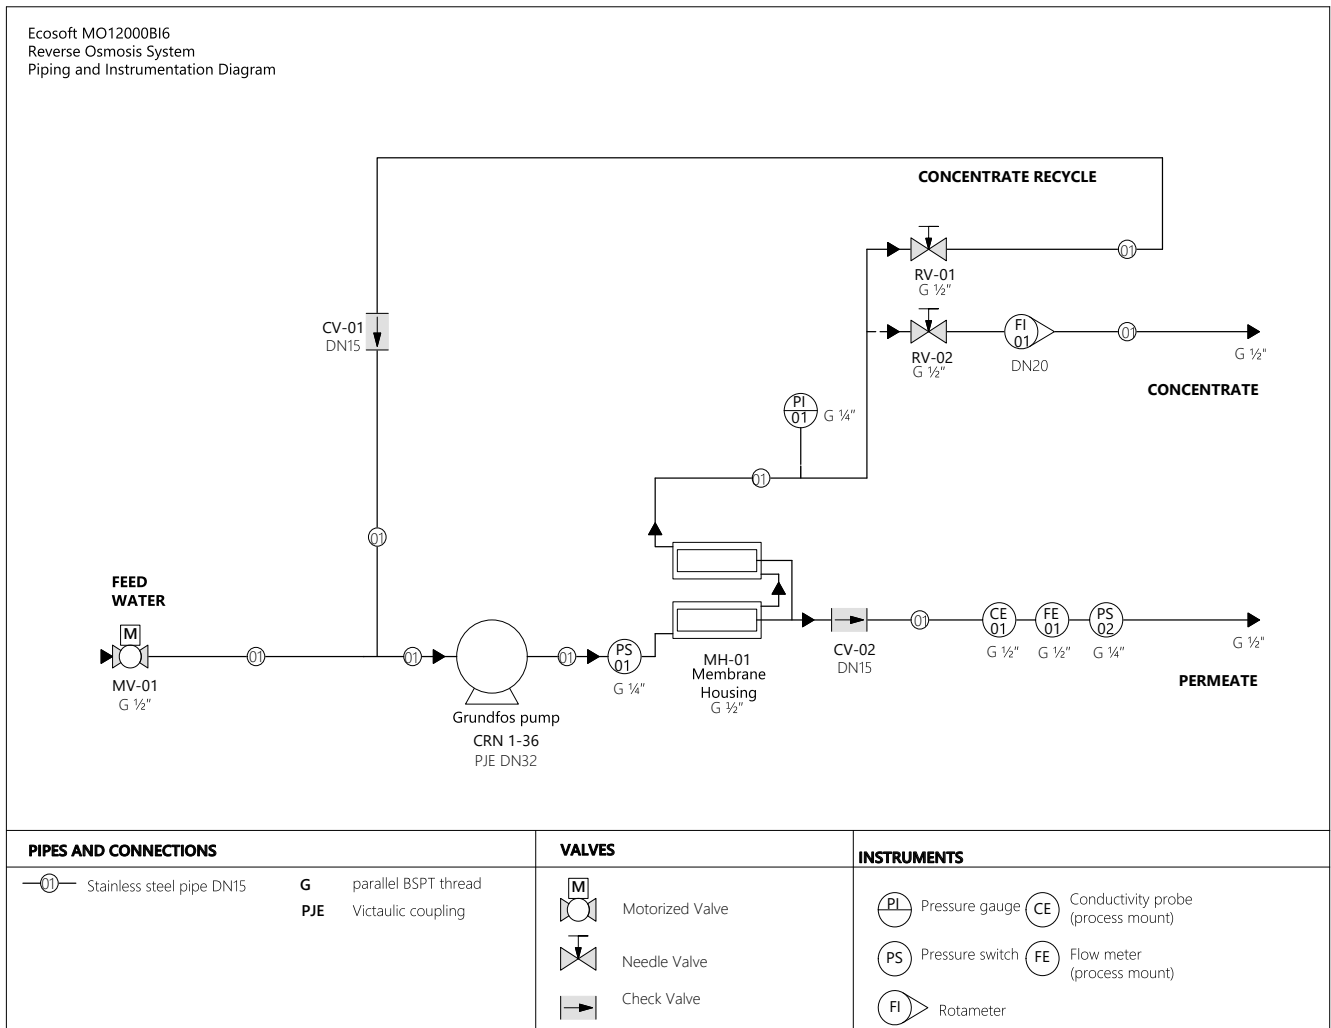 Ecosoft MO12000BI6
Reverse Osmosis System
Piping and Instrumentation Diagram
CONCENTRATE RECYCLE
01
RV-01
G ½"
CV-01
DN15
FI
01
01
RV-02
G ½"
DN20
G ½"
CONCENTRATE
PI
01
G ¼"
01
01
FEED
WATER
M
MV-01
G ½"
01
01
Grundfos pump
CRN 1-36
PJE DN32
01
PS
01
G ¼"
MH-01
Membrane
Housing
G ½"
CV-02
DN15
01
CE
01
G ½"
FE
01
G ½"
PS
02
G ¼"
G ½"
PERMEATE
PIPES AND CONNECTIONS
01 Stainless steel pipe DN15
G parallel BSPT thread
PJE Victaulic coupling
VALVES
M Motorized Valve
Needle Valve
Check Valve
INSTRUMENTS
PI Pressure gauge
CE Conductivity probe
(process mount)
PS Pressure switch
FE Flow meter
(process mount)
FI Rotameter